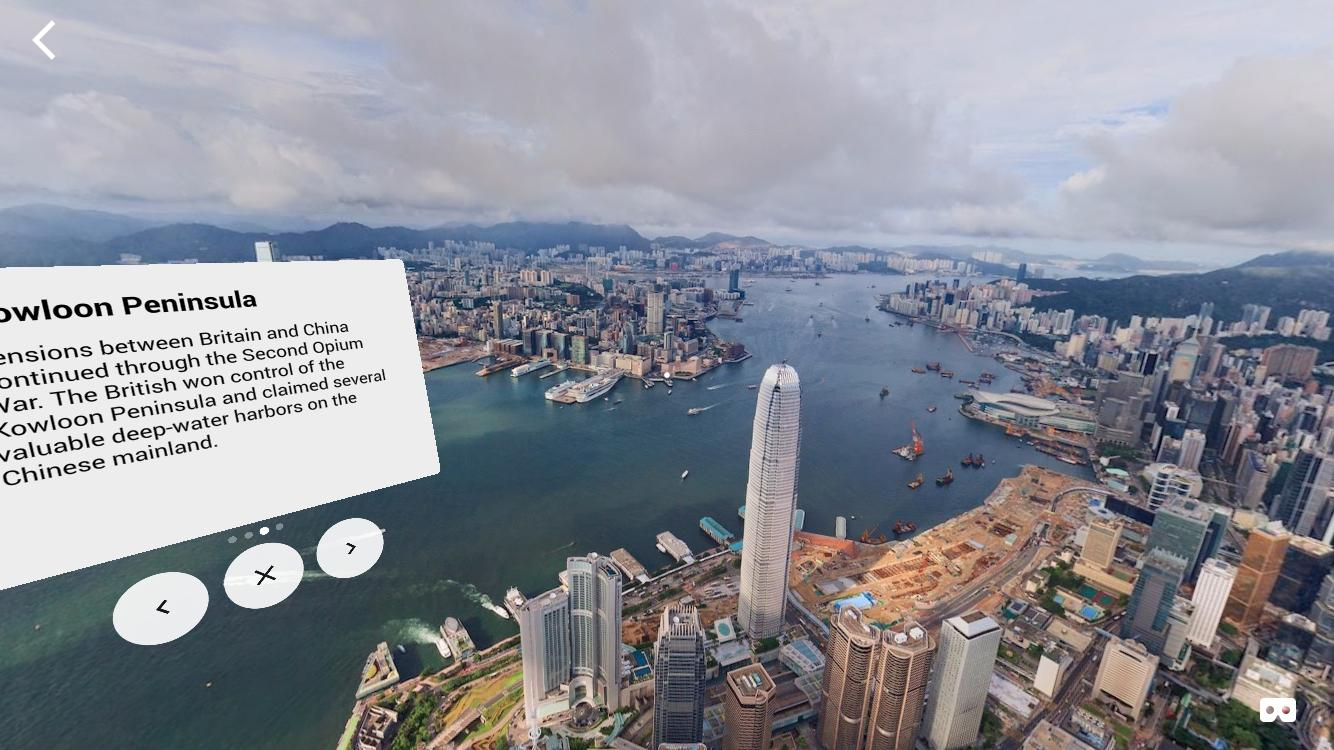 owloon Peninsula
ensions between Britain and China
ontinued through the Second Opium
War. The British won control of the
Kowloon Peninsula and claimed several
valuable deep-water harbors on the
Chinese mainland.